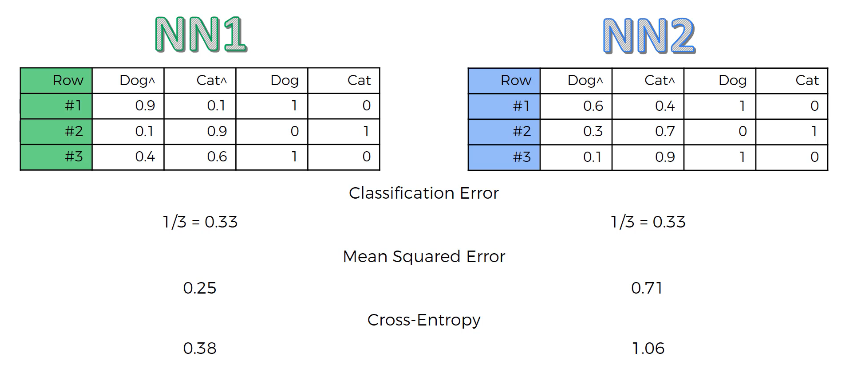 NN1 NN2
Row Dog^ Cat^ Dog Cat
#1 0.9 0.1 1 0
#2 0.1 0.9 0 1
#3 0.4 0.6 1 0
Row Dog^ Cat^ Dog Cat
#1 0.6 0.4 1 0
#2 0.3 0.7 0 1
#3 0.1 0.9 1 0
Classification Error
1/3 = 0.33 1/3 = 0.33
Mean Squared Error
0.25 0.71
Cross-Entropy
0.38 1.06